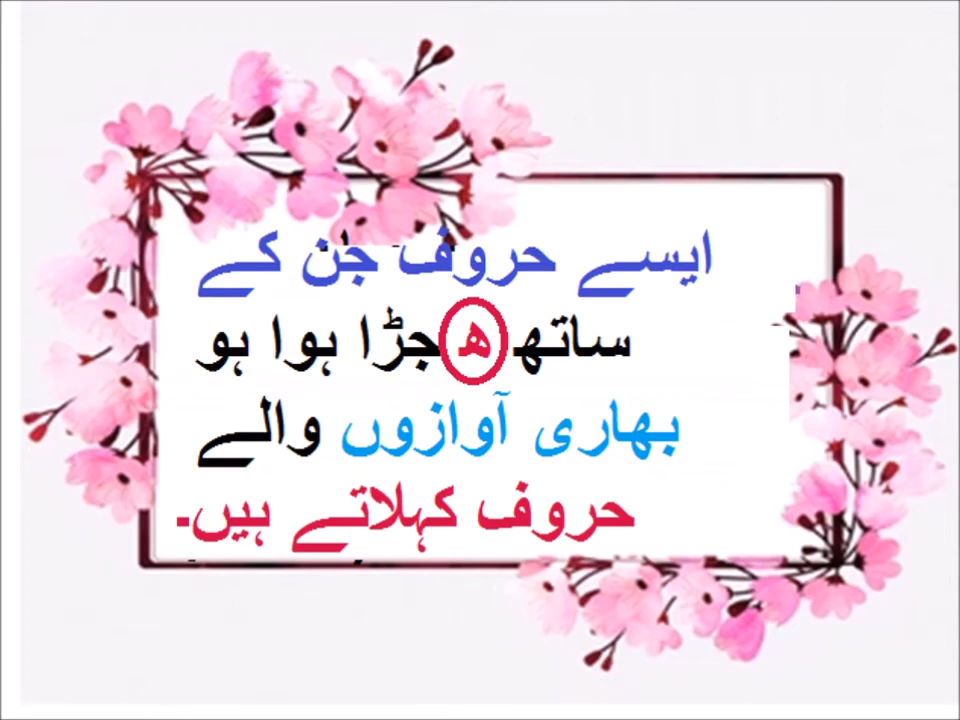 ایسے حروف جن کے
ساتھ ھ جڑا ہوا ہو
بھاری آوازوں والے
حروف کہلاتے ہیں۔